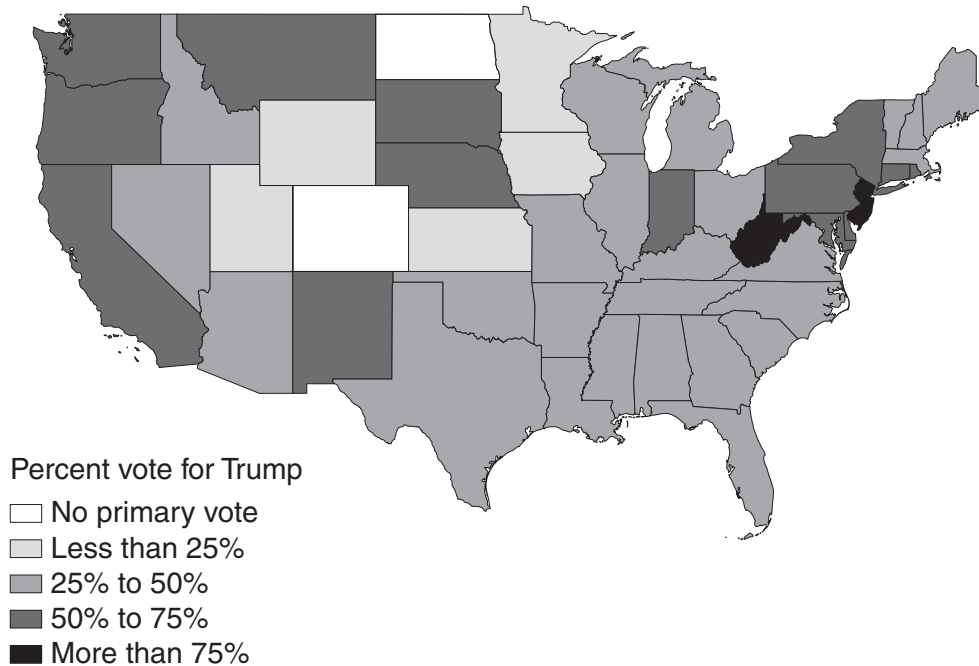 Percent vote for Trump
No primary vote
Less than 25%
25% to 50%
50% to 75%
More than 75%